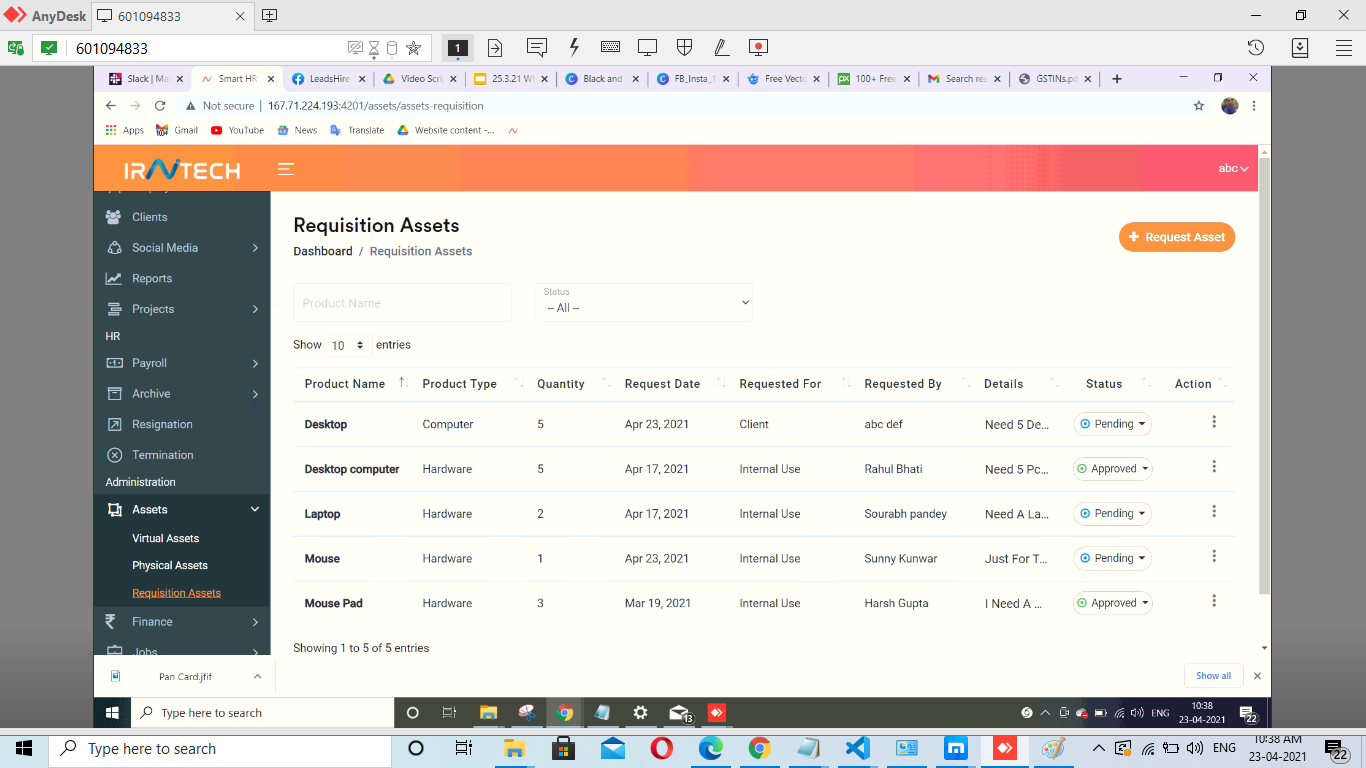 AnyDesk 601094833
601094833 1
Slack | Ma Smart HR LeadsHire Video Scri 25.3.21 W Black and FB_Insta_1 Free Vecto 100+ Free Search res GSTINs.pd
Not secure | 167.71.224.193:4201/assets/assets-requisition
Apps Gmail YouTube News Translate Website content -...
IRAVTECH abc
Clients
Social Media
Reports
Projects
HR
Payroll
Archive
Resignation
Termination
Administration
Assets
Virtual Assets
Physical Assets
Requisition Assets
Finance
Jobs
Requisition Assets
Dashboard / Requisition Assets
+ Request Asset
Product Name
Status
-- All --
Show 10 entries
Product Name Product Type Quantity Request Date Requested For Requested By Details Status Action
Desktop Computer 5 Apr 23, 2021 Client abc def Need 5 De... Pending
Desktop computer Hardware 5 Apr 17, 2021 Internal Use Rahul Bhati Need 5 Pc... Approved
Laptop Hardware 2 Apr 17, 2021 Internal Use Sourabh pandey Need A La... Pending
Mouse Hardware 1 Apr 23, 2021 Internal Use Sunny Kunwar Just For T... Pending
Mouse Pad Hardware 3 Mar 19, 2021 Internal Use Harsh Gupta I Need A ... Approved
Showing 1 to 5 of 5 entries
Pan Card.jfif Show all
Type here to search 13 ENG 10:38
23-04-2021 22
Type here to search ENG 10:38 AM
23-04-2021 22